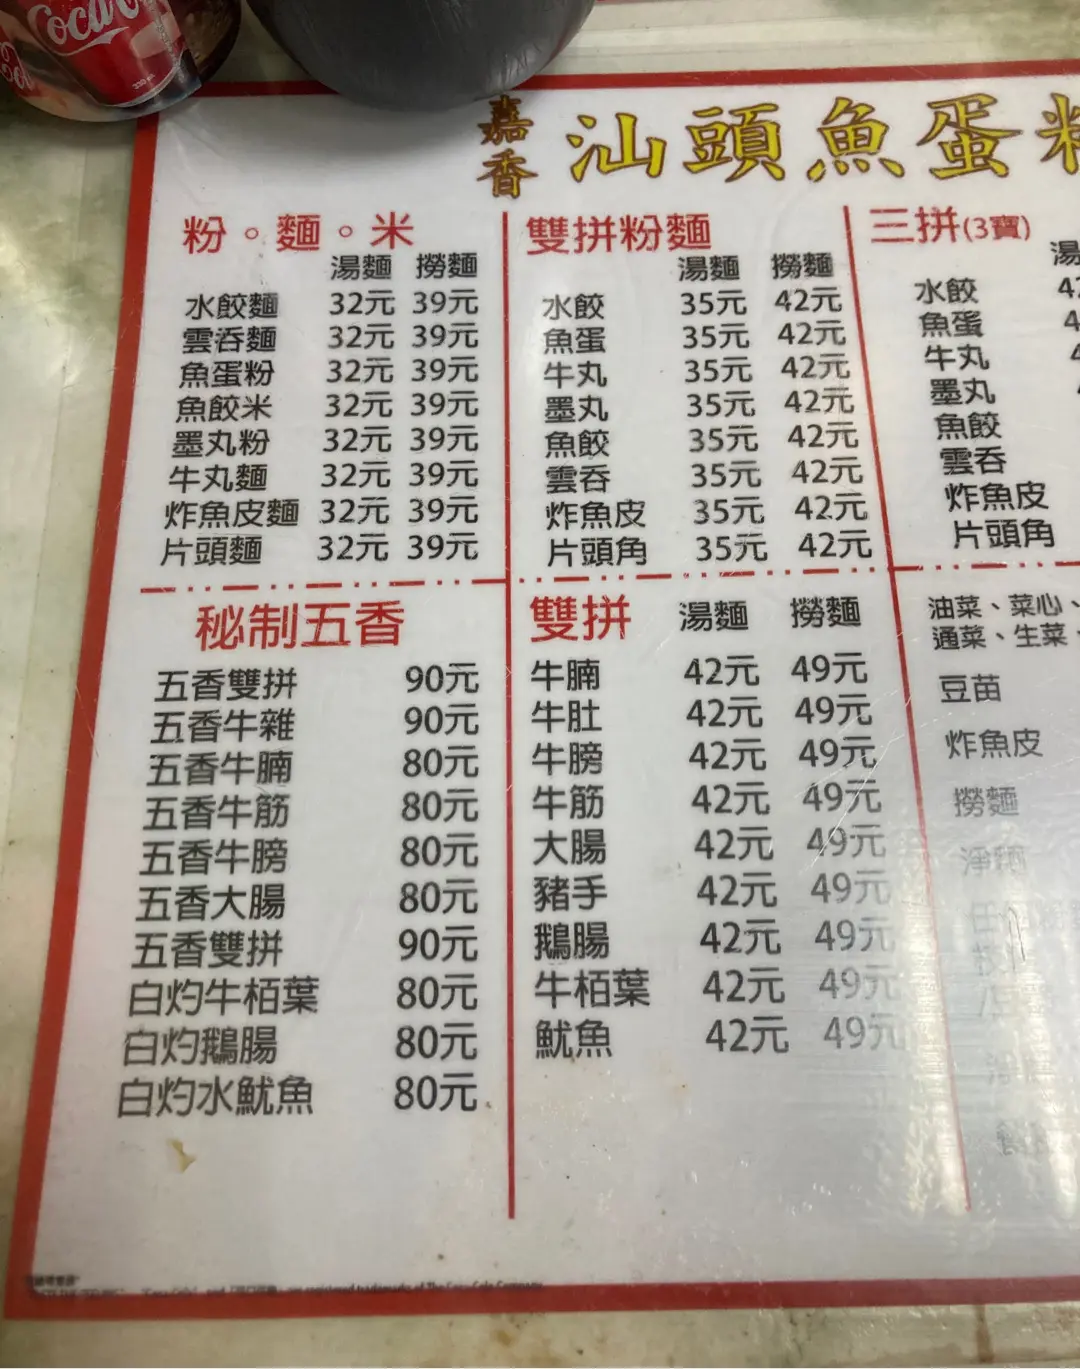 Coca-Cola
330 ml
嘉香
汕頭魚蛋粉
粉。麵。米
湯麵 撈麵
水餃麵 32元 39元
雲吞麵 32元 39元
魚蛋粉 32元 39元
魚餃米 32元 39元
墨丸粉 32元 39元
牛丸麵 32元 39元
炸魚皮麵 32元 39元
片頭麵 32元 39元
雙拼粉麵
湯麵 撈麵
水餃 35元 42元
魚蛋 35元 42元
牛丸 35元 42元
墨丸 35元 42元
魚餃 35元 42元
雲吞 35元 42元
炸魚皮 35元 42元
片頭角 35元 42元
三拼(3寶)
湯
水餃 42
魚蛋 4
牛丸
墨丸
魚餃
雲吞
炸魚皮
片頭角
秘制五香
五香雙拼 90元
五香牛雜 90元
五香牛腩 80元
五香牛筋 80元
五香牛膀 80元
五香大腸 80元
五香雙拼 90元
白灼牛栢葉 80元
白灼鵝腸 80元
白灼水魷魚 80元
雙拼 湯麵 撈麵
牛腩 42元 49元
牛肚 42元 49元
牛膀 42元 49元
牛筋 42元 49元
大腸 42元 49元
豬手 42元 49元
鵝腸 42元 49元
牛栢葉 42元 49元
魷魚 42元 49元
油菜、菜心、
通菜、生菜、
豆苗
炸魚皮
撈麵
淨麵
registered trademarks of The Coca-Cola Company